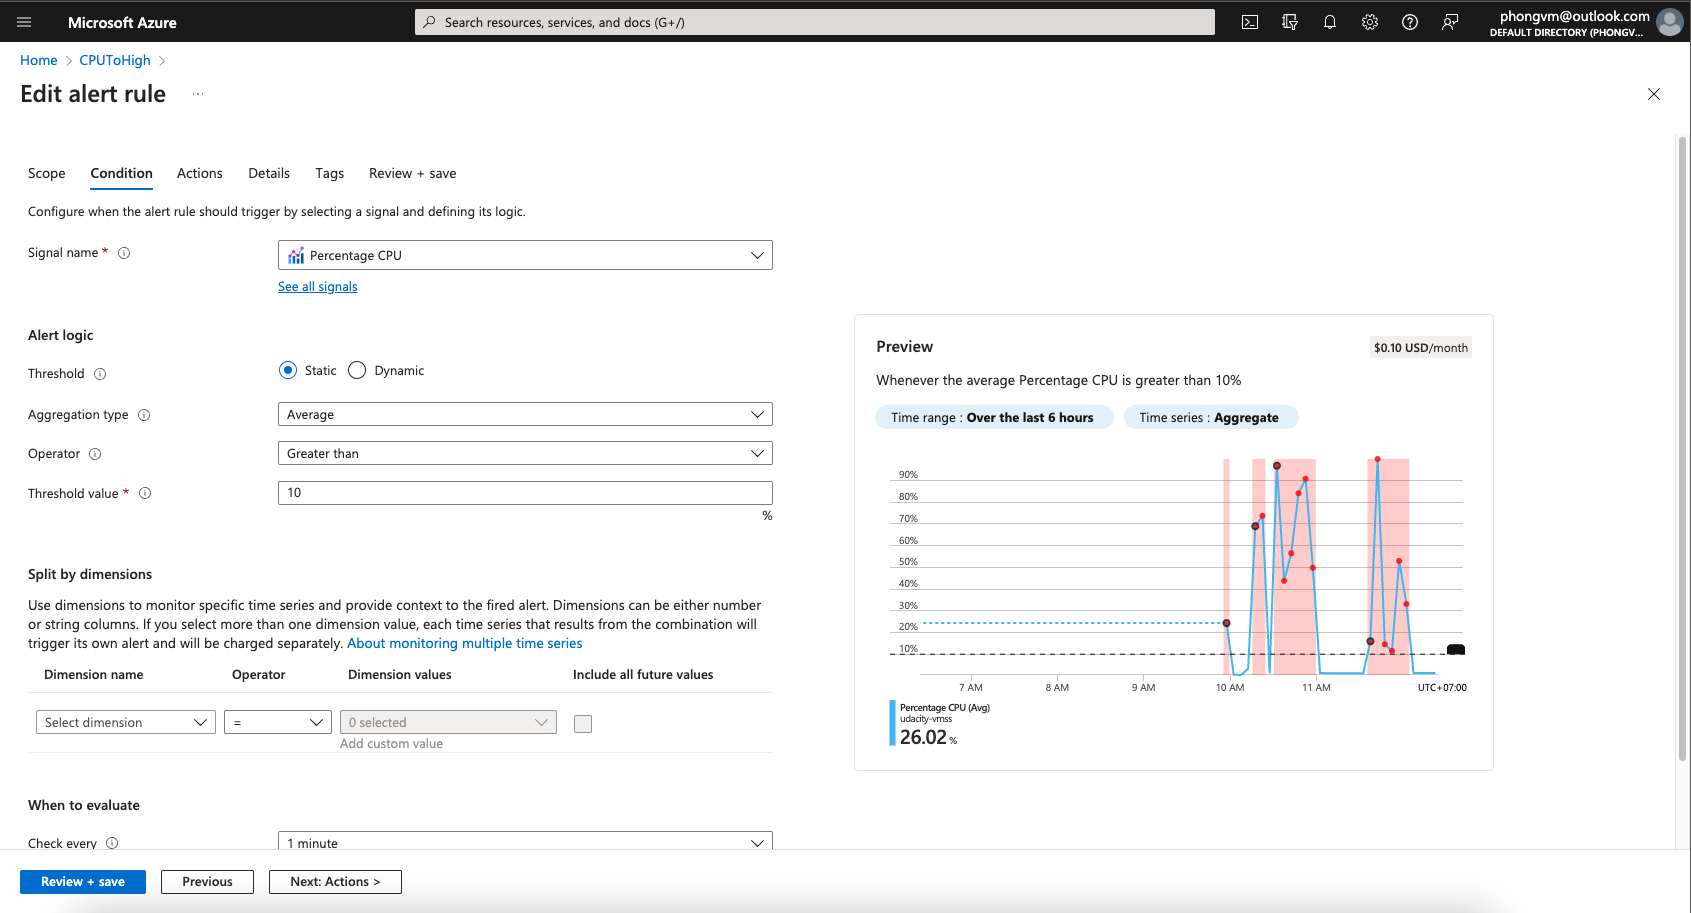 Microsoft Azure
Search resources, services, and docs (G+/)
phongvm@outlook.com
DEFAULT DIRECTORY (PHONGV...
Home > CPUToHigh >
Edit alert rule ...
Scope Condition Actions Details Tags Review + save
Configure when the alert rule should trigger by selecting a signal and defining its logic.
Signal name *
Percentage CPU
See all signals
Alert logic
Threshold
Static Dynamic
Aggregation type
Average
Operator
Greater than
Threshold value *
10
%
Split by dimensions
Use dimensions to monitor specific time series and provide context to the fired alert. Dimensions can be either number
or string columns. If you select more than one dimension value, each time series that results from the combination will
trigger its own alert and will be charged separately. About monitoring multiple time series
Dimension name Operator Dimension values Include all future values
Select dimension = 0 selected
Add custom value
When to evaluate
Check every
1 minute
Review + save Previous Next: Actions >
Preview
$0.10 USD/month
Whenever the average Percentage CPU is greater than 10%
Time range : Over the last 6 hours Time series : Aggregate
90%
80%
70%
60%
50%
40%
30%
20%
10%
7 AM 8 AM 9 AM 10 AM 11 AM UTC+07:00
Percentage CPU (Avg)
udacity-vmss
26.02 %